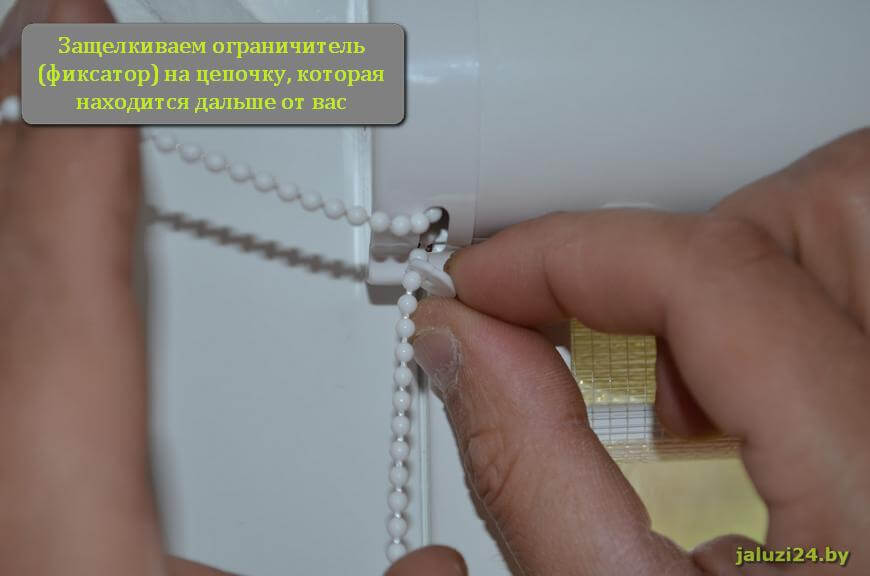 Защелкиваем ограничитель
(фиксатор) на цепочку, которая
находится дальше от вас
jaluzi24.by